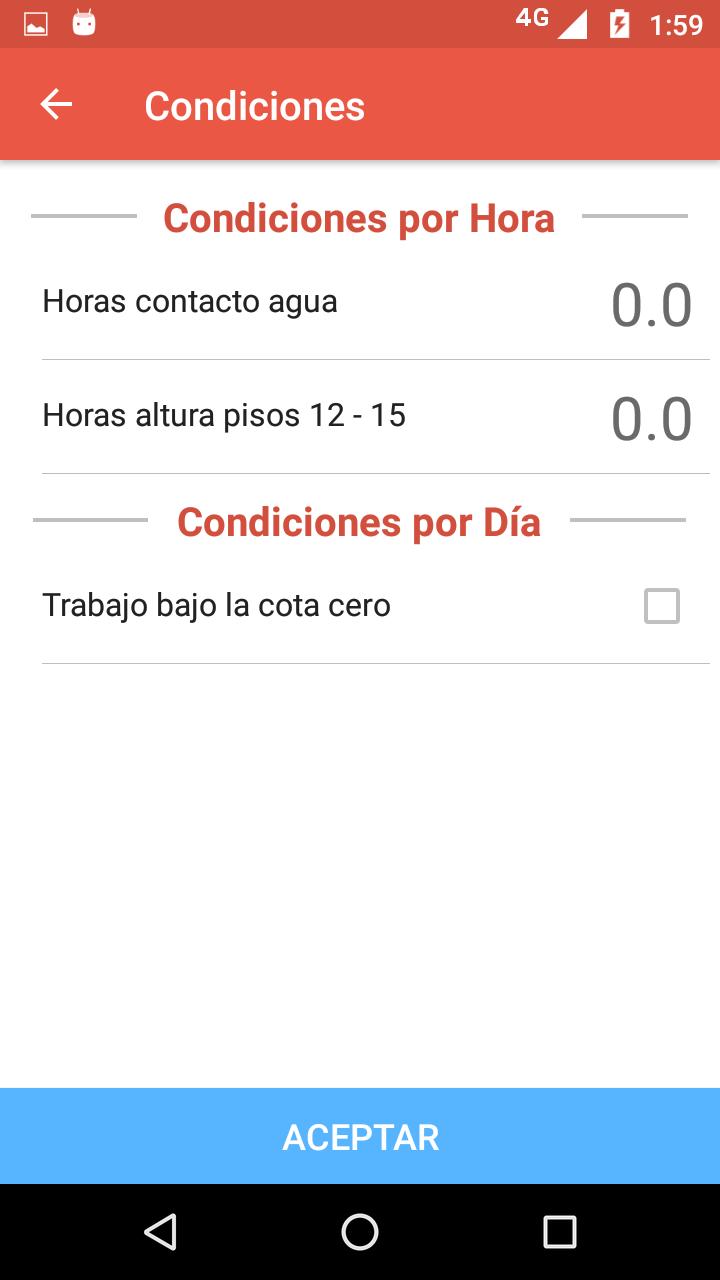 4G 1:59
Condiciones
Condiciones por Hora
Horas contacto agua 0.0
Horas altura pisos 12 - 15 0.0
Condiciones por Día
Trabajo bajo la cota cero
ACEPTAR